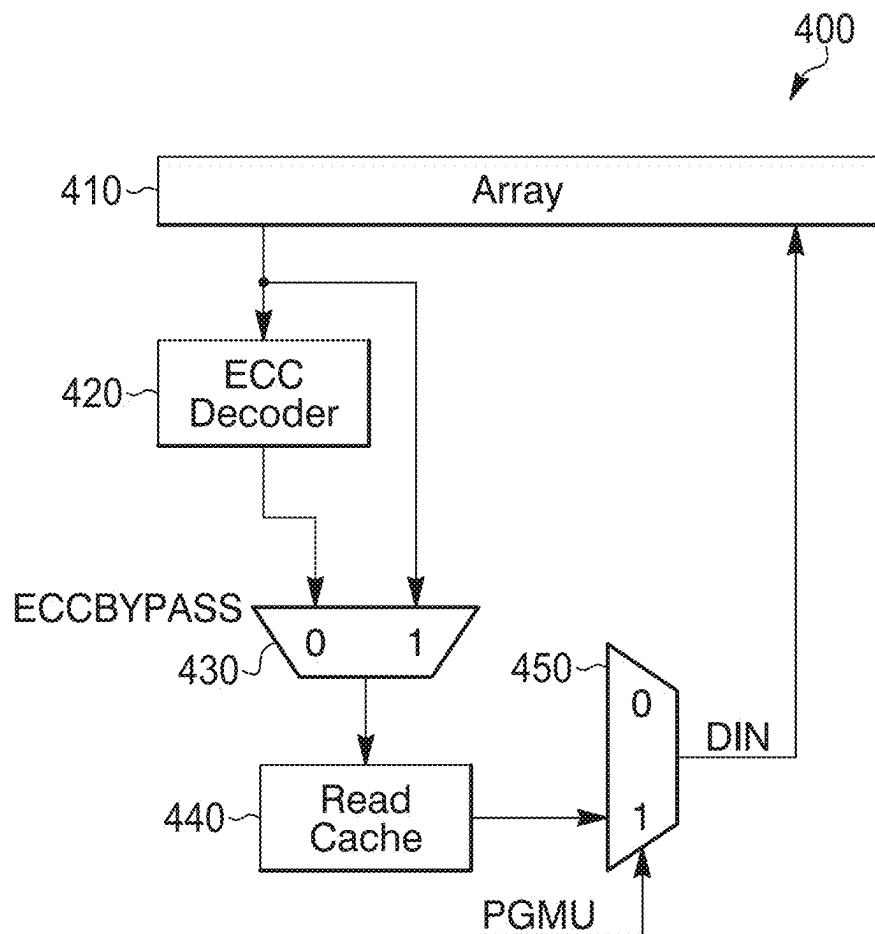 400
410
Array
420
ECC
Decoder
ECCBYPASS
0 1
430
450
0
DIN
440
Read
Cache
1
PGMU